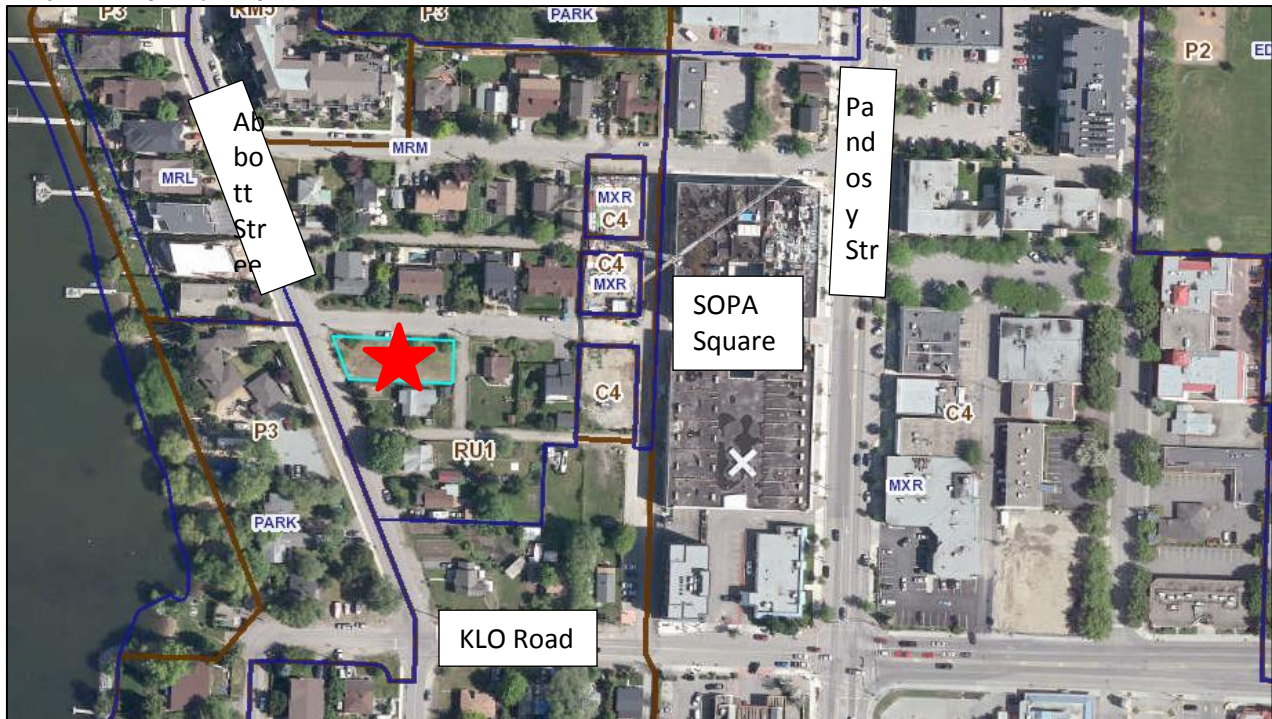 P3
RM5
P3
PARK
P2
ED
Ab
bo
tt
Str
ee
Pa
nd
os
y
Str
MRM
MRL
MXR
C4
C4
MXR
SOPA
Square
C4
C4
P3
RU1
MXR
PARK
KLO Road